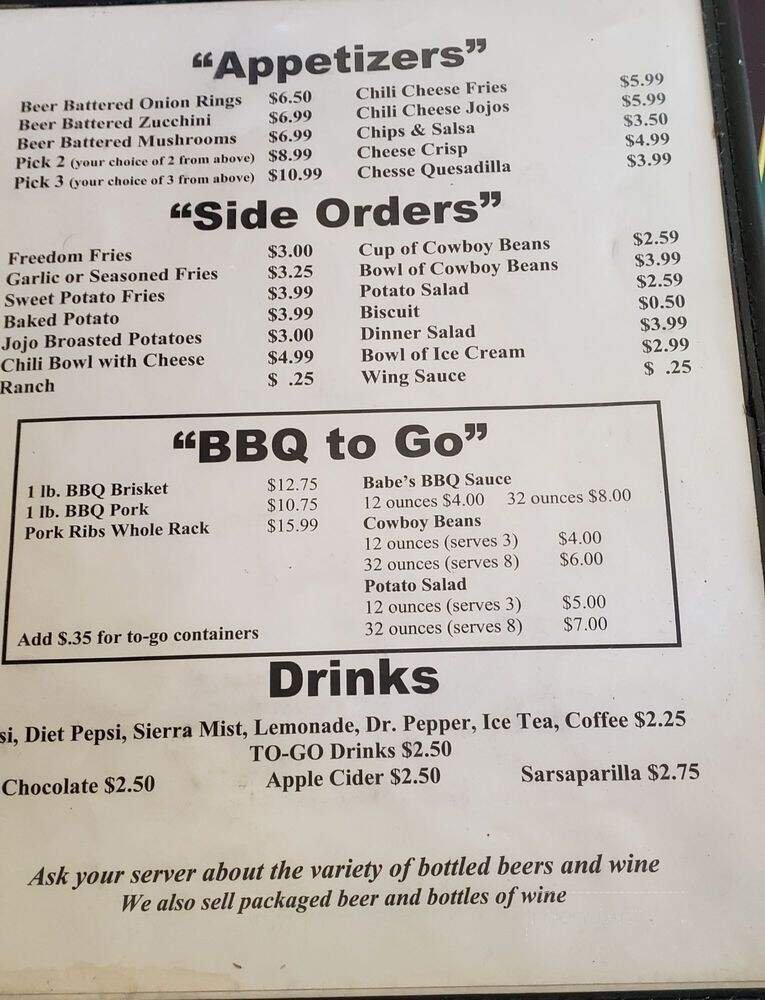 “Appetizers”
Beer Battered Onion Rings $6.50 Chili Cheese Fries $5.99
Beer Battered Zucchini $6.99 Chili Cheese Jojos $5.99
Beer Battered Mushrooms $6.99 Chips & Salsa $3.50
Pick 2 (your choice of 2 from above) $8.99 Cheese Crisp $4.99
Pick 3 (your choice of 3 from above) $10.99 Chesse Quesadilla $3.99
“Side Orders”
Freedom Fries $3.00 Cup of Cowboy Beans $2.59
Garlic or Seasoned Fries $3.25 Bowl of Cowboy Beans $3.99
Sweet Potato Fries $3.99 Potato Salad $2.59
Baked Potato $3.99 Biscuit $0.50
Jojo Broasted Potatoes $3.00 Dinner Salad $3.99
Chili Bowl with Cheese $4.99 Bowl of Ice Cream $2.99
Ranch $ .25 Wing Sauce $ .25
“BBQ to Go”
1 lb. BBQ Brisket $12.75 Babe’s BBQ Sauce
1 lb. BBQ Pork $10.75 12 ounces $4.00 32 ounces $8.00
Pork Ribs Whole Rack $15.99 Cowboy Beans
12 ounces (serves 3) $4.00
32 ounces (serves 8) $6.00
Potato Salad
12 ounces (serves 3) $5.00
Add $.35 for to-go containers 32 ounces (serves 8) $7.00
Drinks
si, Diet Pepsi, Sierra Mist, Lemonade, Dr. Pepper, Ice Tea, Coffee $2.25
TO-GO Drinks $2.50
Chocolate $2.50 Apple Cider $2.50 Sarsaparilla $2.75
Ask your server about the variety of bottled beers and wine
We also sell packaged beer and bottles of wine